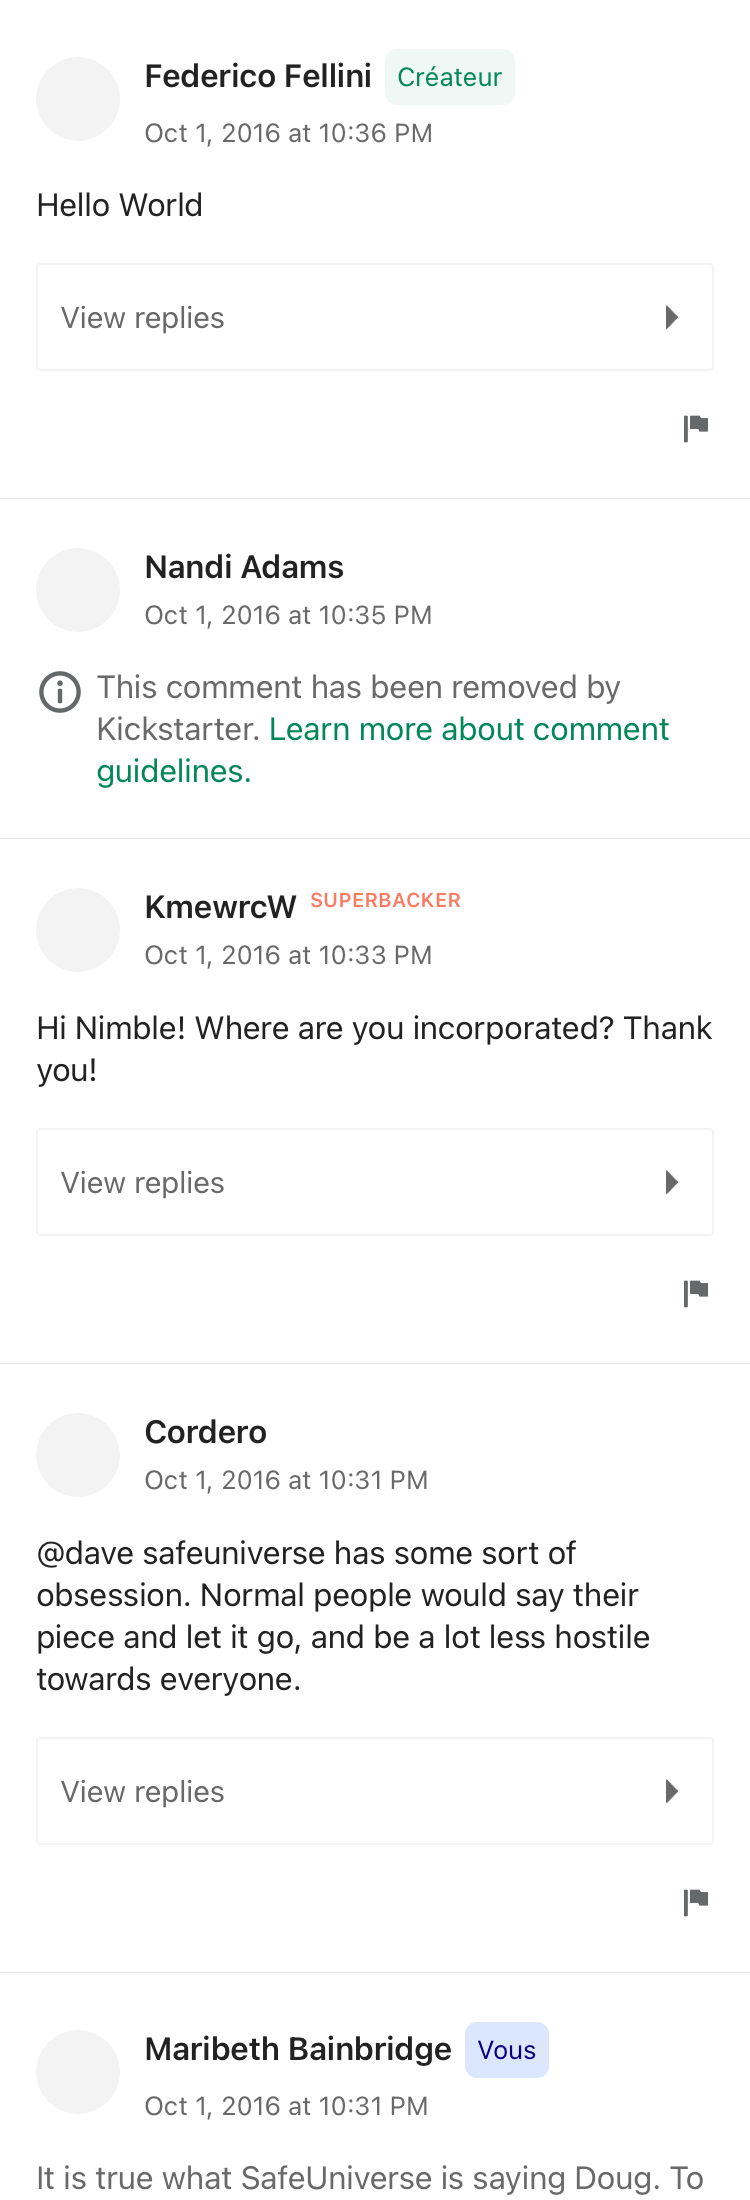 Federico Fellini Créateur
Oct 1, 2016 at 10:36 PM
Hello World
View replies
Nandi Adams
Oct 1, 2016 at 10:35 PM
This comment has been removed by
Kickstarter. Learn more about comment
guidelines.
KmewrcW SUPERBACKER
Oct 1, 2016 at 10:33 PM
Hi Nimble! Where are you incorporated? Thank
you!
View replies
Cordero
Oct 1, 2016 at 10:31 PM
@dave safeuniverse has some sort of
obsession. Normal people would say their
piece and let it go, and be a lot less hostile
towards everyone.
View replies
Maribeth Bainbridge Vous
Oct 1, 2016 at 10:31 PM
It is true what SafeUniverse is saying Doug. To